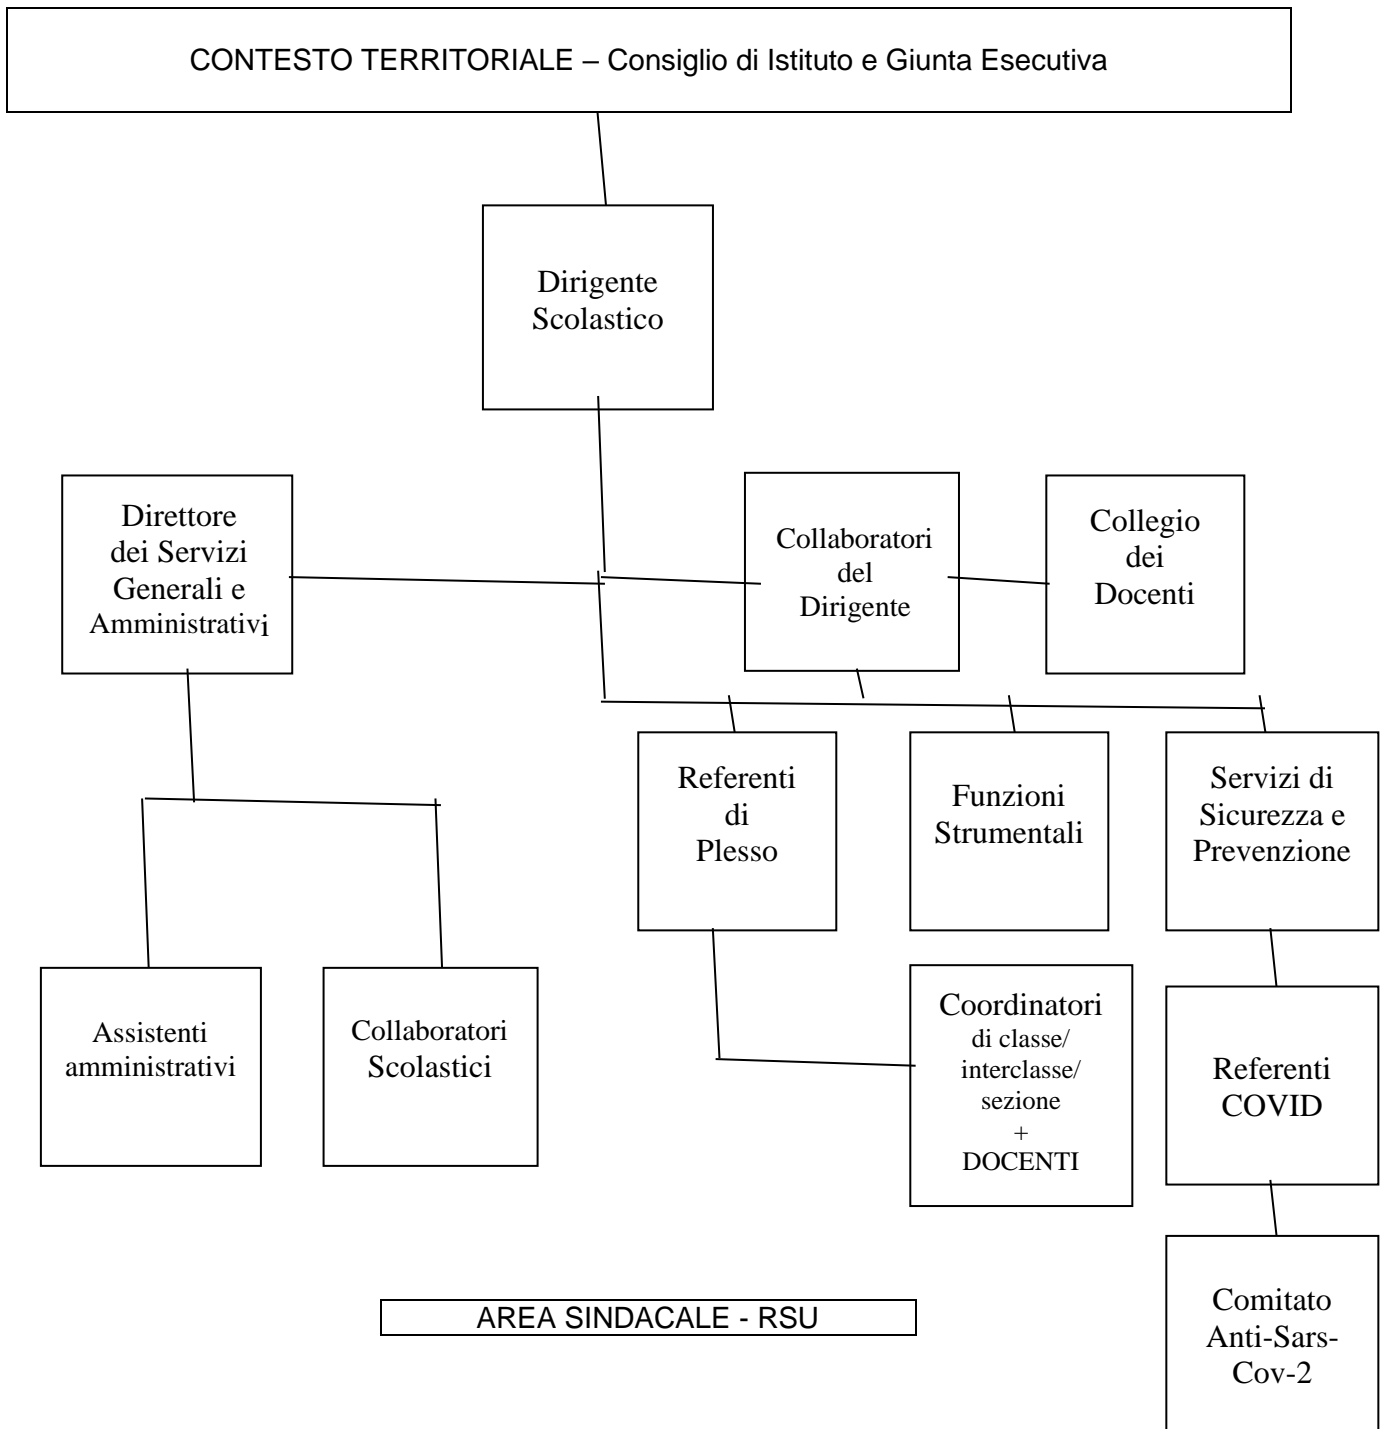 CONTESTO TERRITORIALE – Consiglio di Istituto e Giunta Esecutiva
Dirigente
Scolastico
Direttore
dei Servizi
Generali e
Amministrativi
Collaboratori
del
Dirigente
Collegio
dei
Docenti
Referenti
di
Plesso
Funzioni
Strumentali
Servizi di
Sicurezza e
Prevenzione
Assistenti
amministrativi
Collaboratori
Scolastici
Coordinatori
di classe/
interclasse/
sezione
+
DOCENTI
Referenti
COVID
Comitato
Anti-Sars-
Cov-2
AREA SINDACALE - RSU